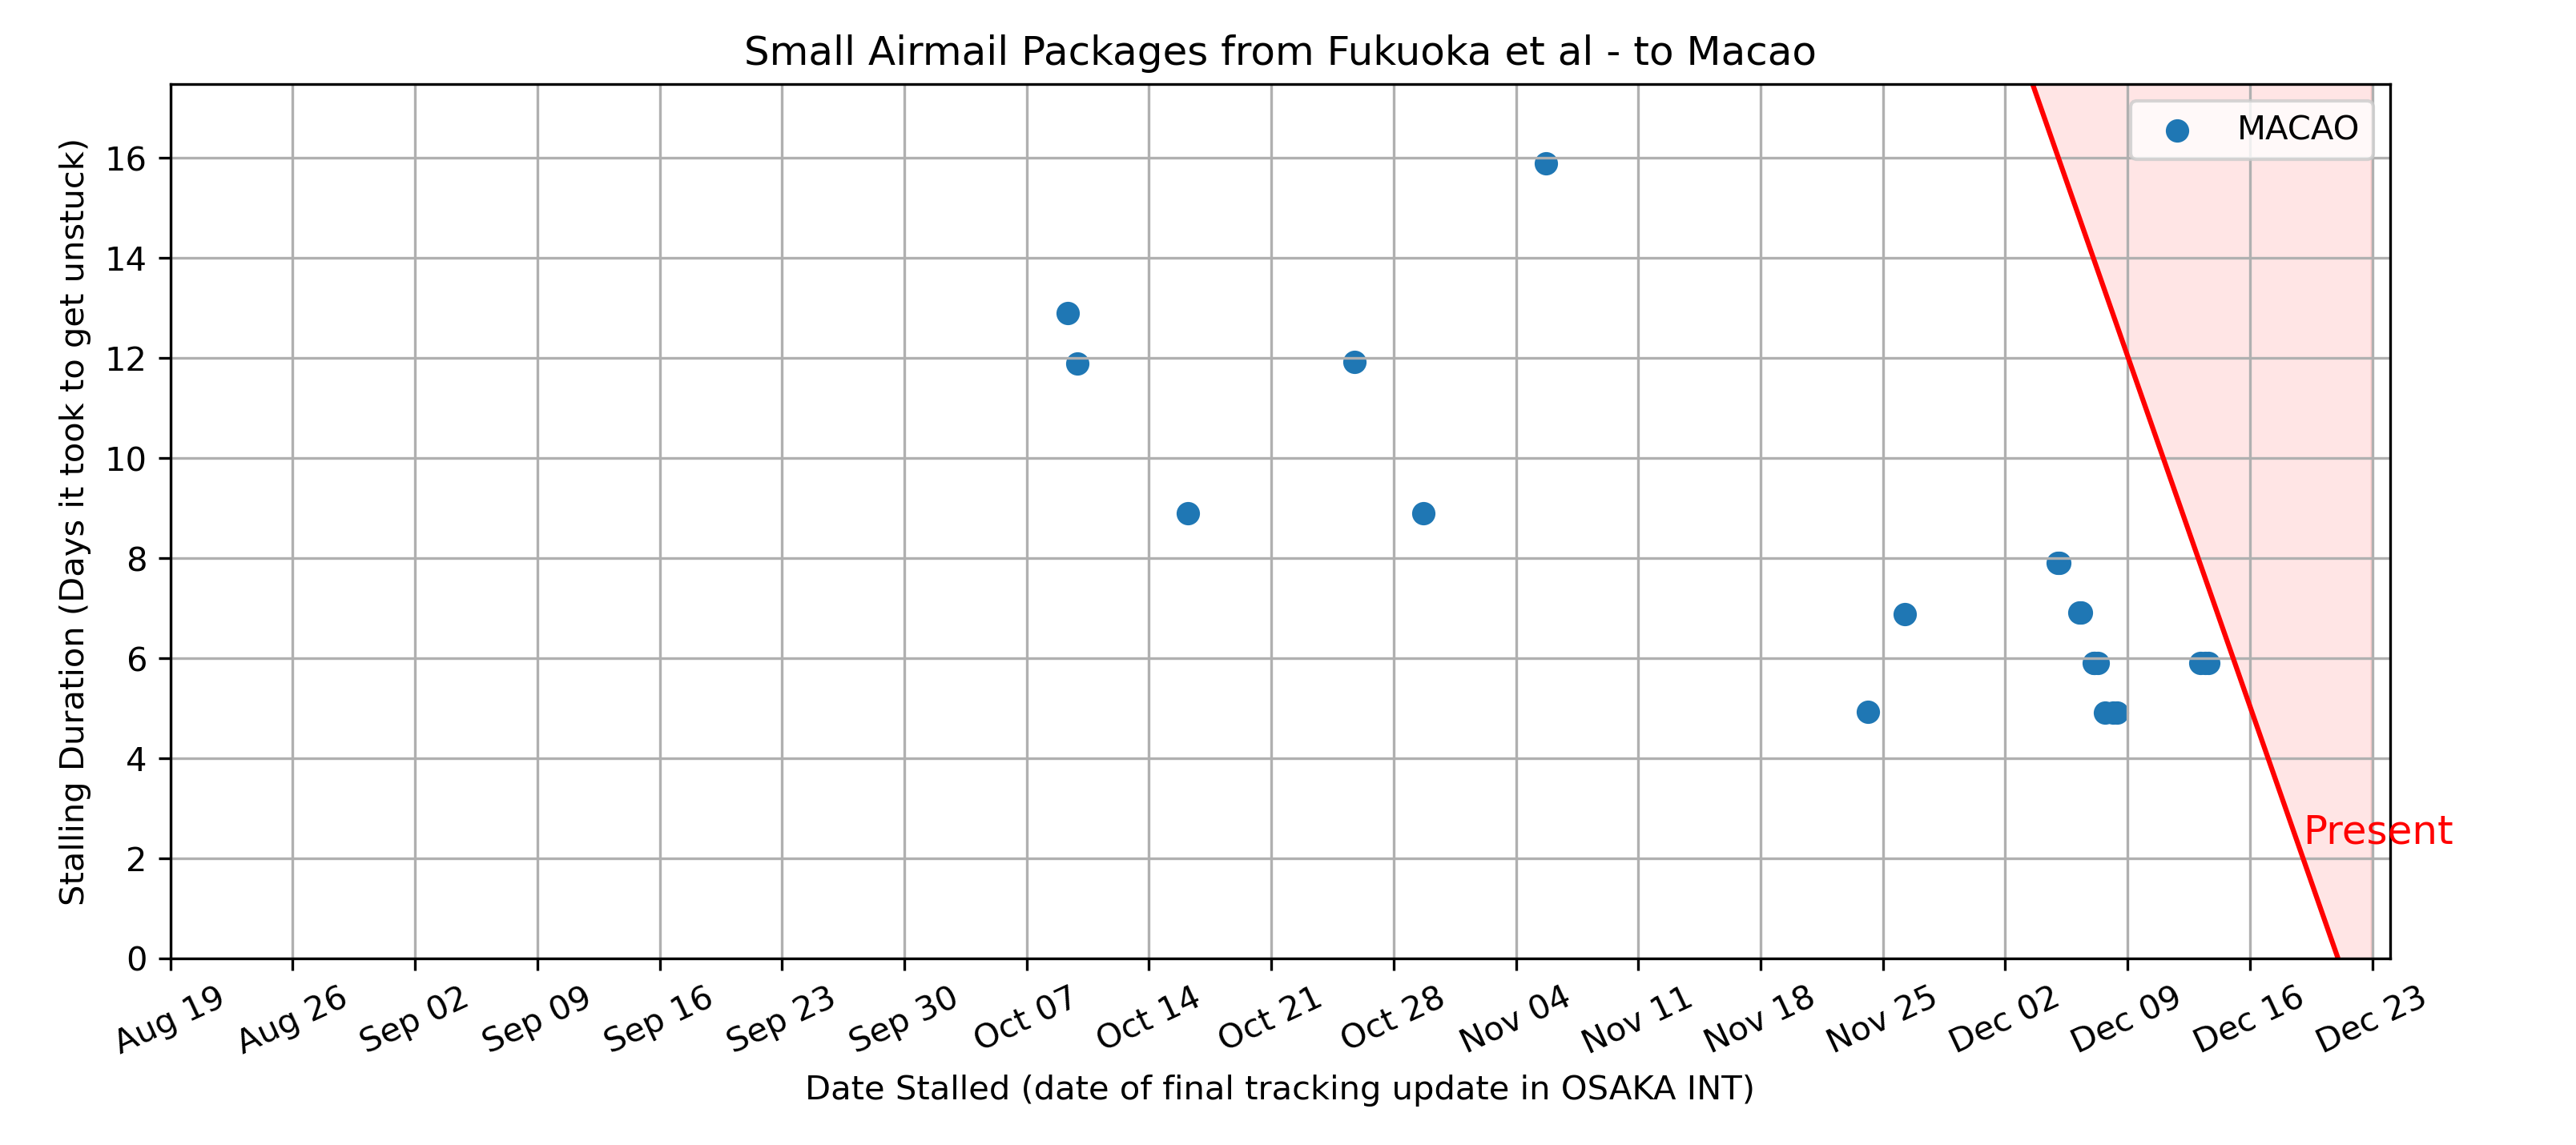 Small Airmail Packages from Fukuoka et al - to Macao
MACAO
Stalling Duration (Days it took to get unstuck)
16
14
12
10
8
6
4
2
0
Present
Aug 19
Aug 26
Sep 02
Sep 09
Sep 16
Sep 23
Sep 30
Oct 07
Oct 14
Oct 21
Oct 28
Nov 04
Nov 11
Nov 18
Nov 25
Dec 02
Dec 09
Dec 16
Dec 23
Date Stalled (date of final tracking update in OSAKA INT)